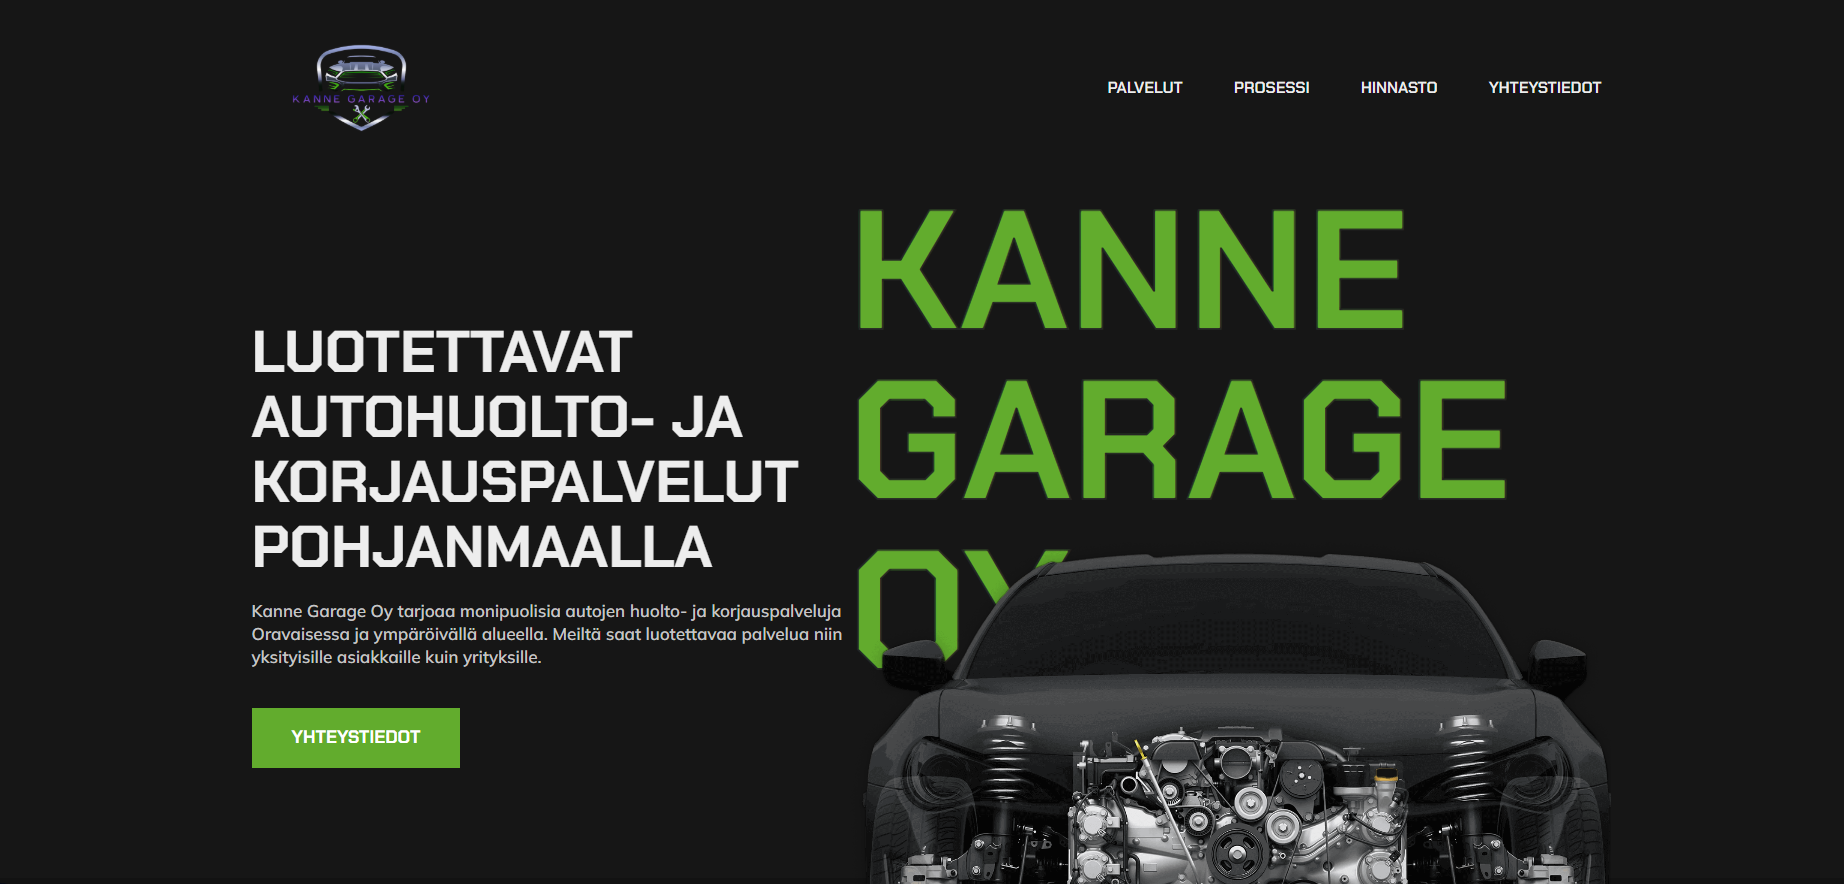 KANNE GARAGE OY
PALVELUT
PROSESSI
HINNASTO
YHTEYSTIEDOT
LUOTETTAVAT
AUTOHUOLTO- JA
KORJAUSPALVELUT
POHJANMAALLA
Kanne Garage Oy tarjoaa monipuolisia autojen huolto- ja korjauspalveluja
Oravaisessa ja ympäröivällä alueella. Meiltä saat luotettavaa palvelua niin
yksityisille asiakkaille kuin yrityksille.
YHTEYSTIEDOT
KANNE
GARAGE
OY